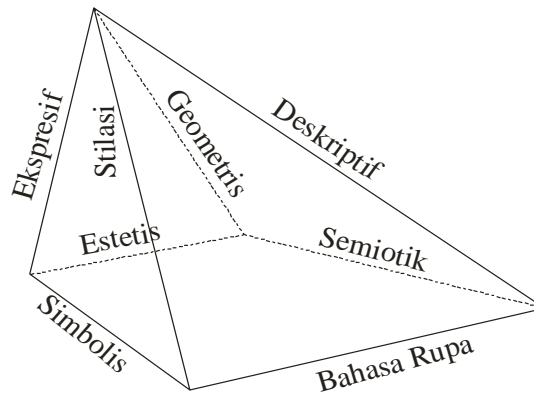 Ekspresif
Stilasi
Geometris
Deskriptif
Estetis
Semiotik
Simbolis
Bahasa Rupa